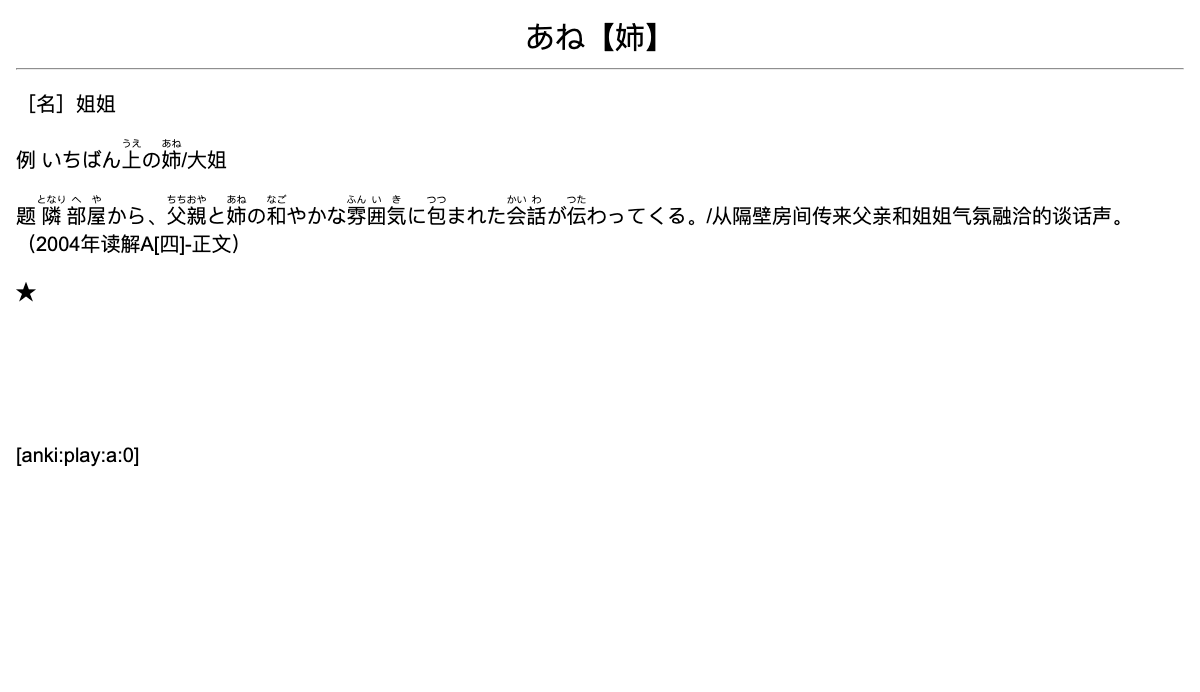 あね【姉】
［名］姐姐
うえ あね
例 いちばん上の姉/大姐
となり へ や ちちおや あね なご ふん い き つつ かい わ つた
题 隣部屋から、父親と姉の和やかな雰囲気に包まれた会話が伝わってくる。/从隔壁房间传来父亲和姐姐气氛融洽的谈话声。
（2004年读解A[四]-正文）
★
[anki:play:a:0]